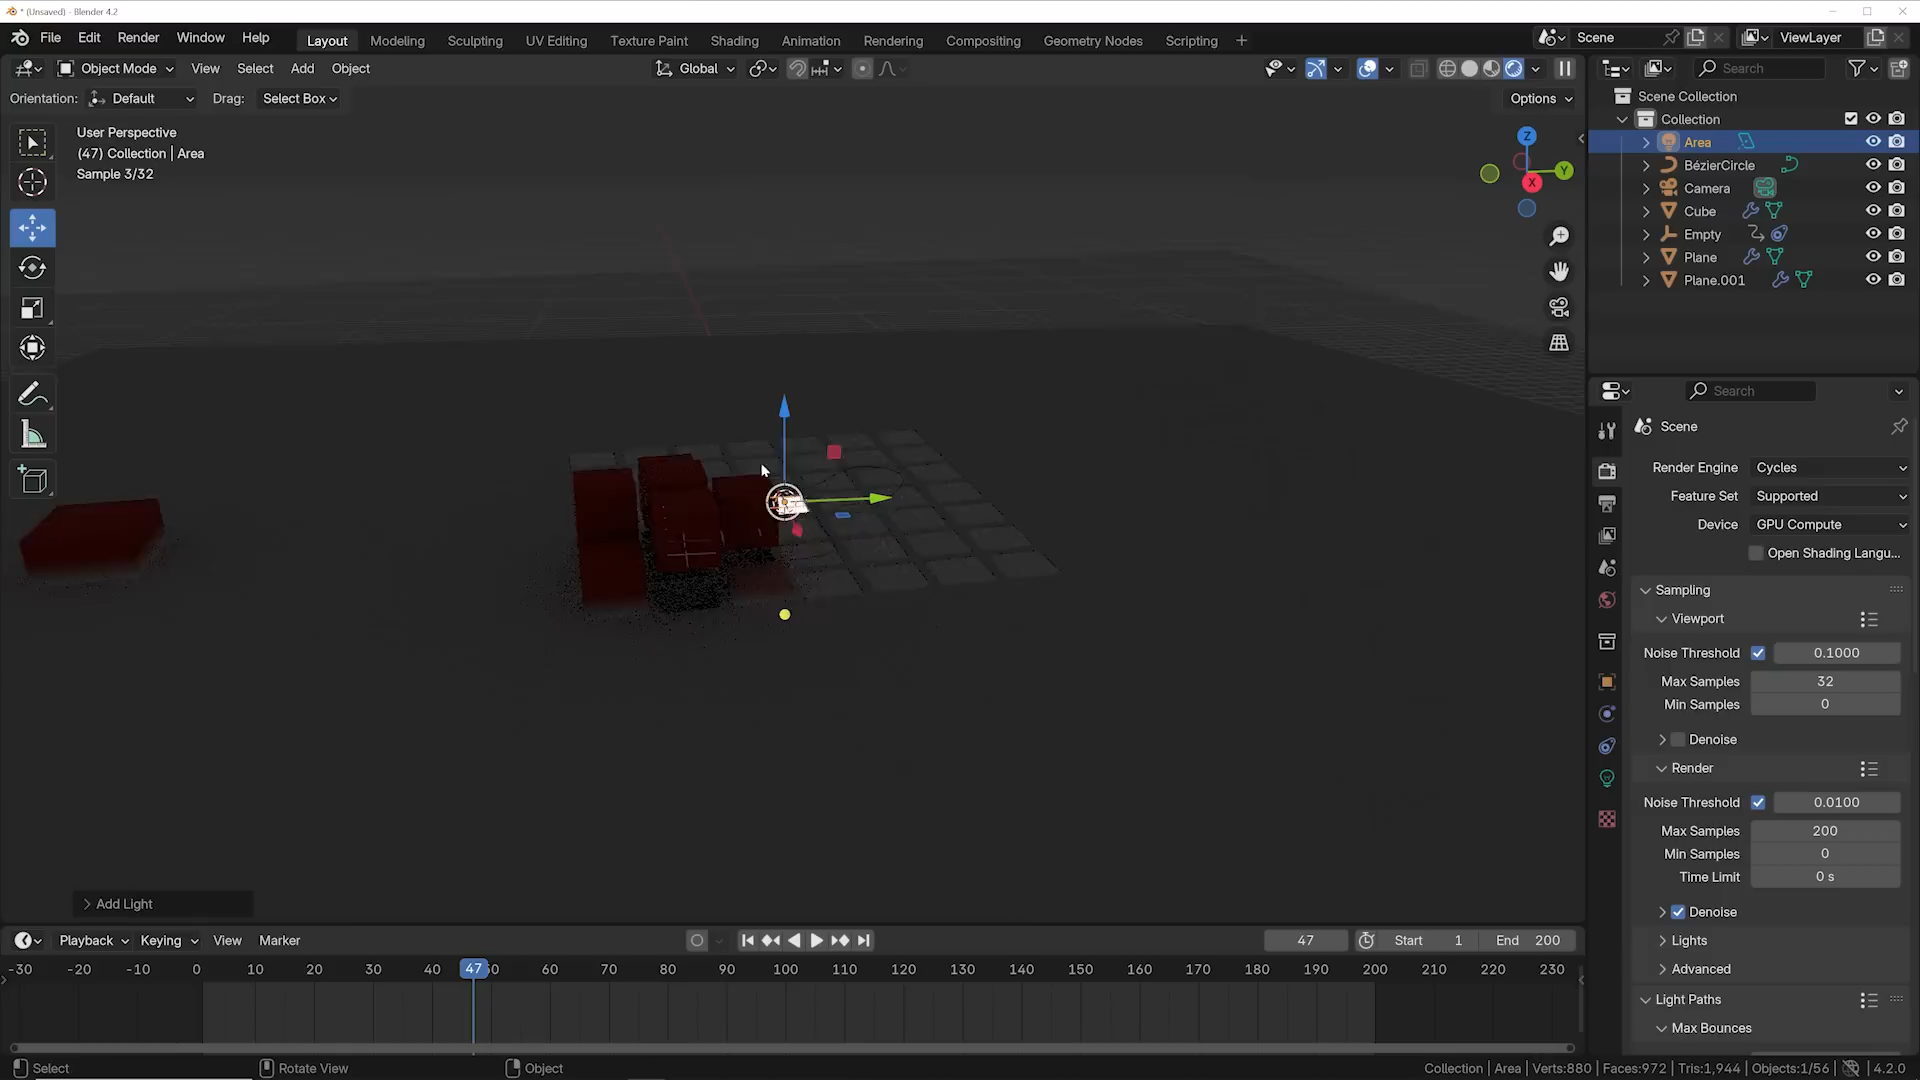 * (Unsaved) - Blender 4.2
File Edit Render Window Help
Layout Modeling Sculpting UV Editing Texture Paint Shading Animation Rendering Compositing Geometry Nodes Scripting +
Scene
ViewLayer
Object Mode View Select Add Object
Global
Search
Orientation: Default Drag: Select Box
Options
User Perspective
(47) Collection | Area
Sample 3/32
Z
Y
X
Scene Collection
Collection
Area
BézierCircle
Camera
Cube
Empty
Plane
Plane.001
Search
Scene
Render Engine Cycles
Feature Set Supported
Device GPU Compute
Open Shading Langu...
Sampling
Viewport
Noise Threshold 0.1000
Max Samples 32
Min Samples 0
Denoise
Render
Noise Threshold 0.0100
Max Samples 200
Min Samples 0
Time Limit 0 s
Denoise
Lights
Advanced
Light Paths
Max Bounces
Add Light
Playback Keying View Marker
47 Start 1 End 200
-30 -20 -10 0 10 20 30 40 47 50 60 70 80 90 100 110 120 130 140 150 160 170 180 190 200 210 220 230
Select Rotate View Object
Collection | Area | Verts:880 | Faces:972 | Tris:1,944 | Objects:1/56 | 4.2.0